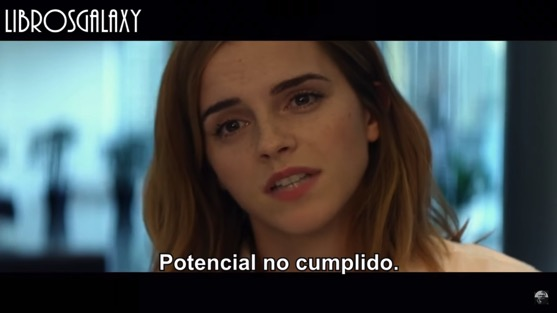 LIBROSGALAXY
Potencial no cumplido.